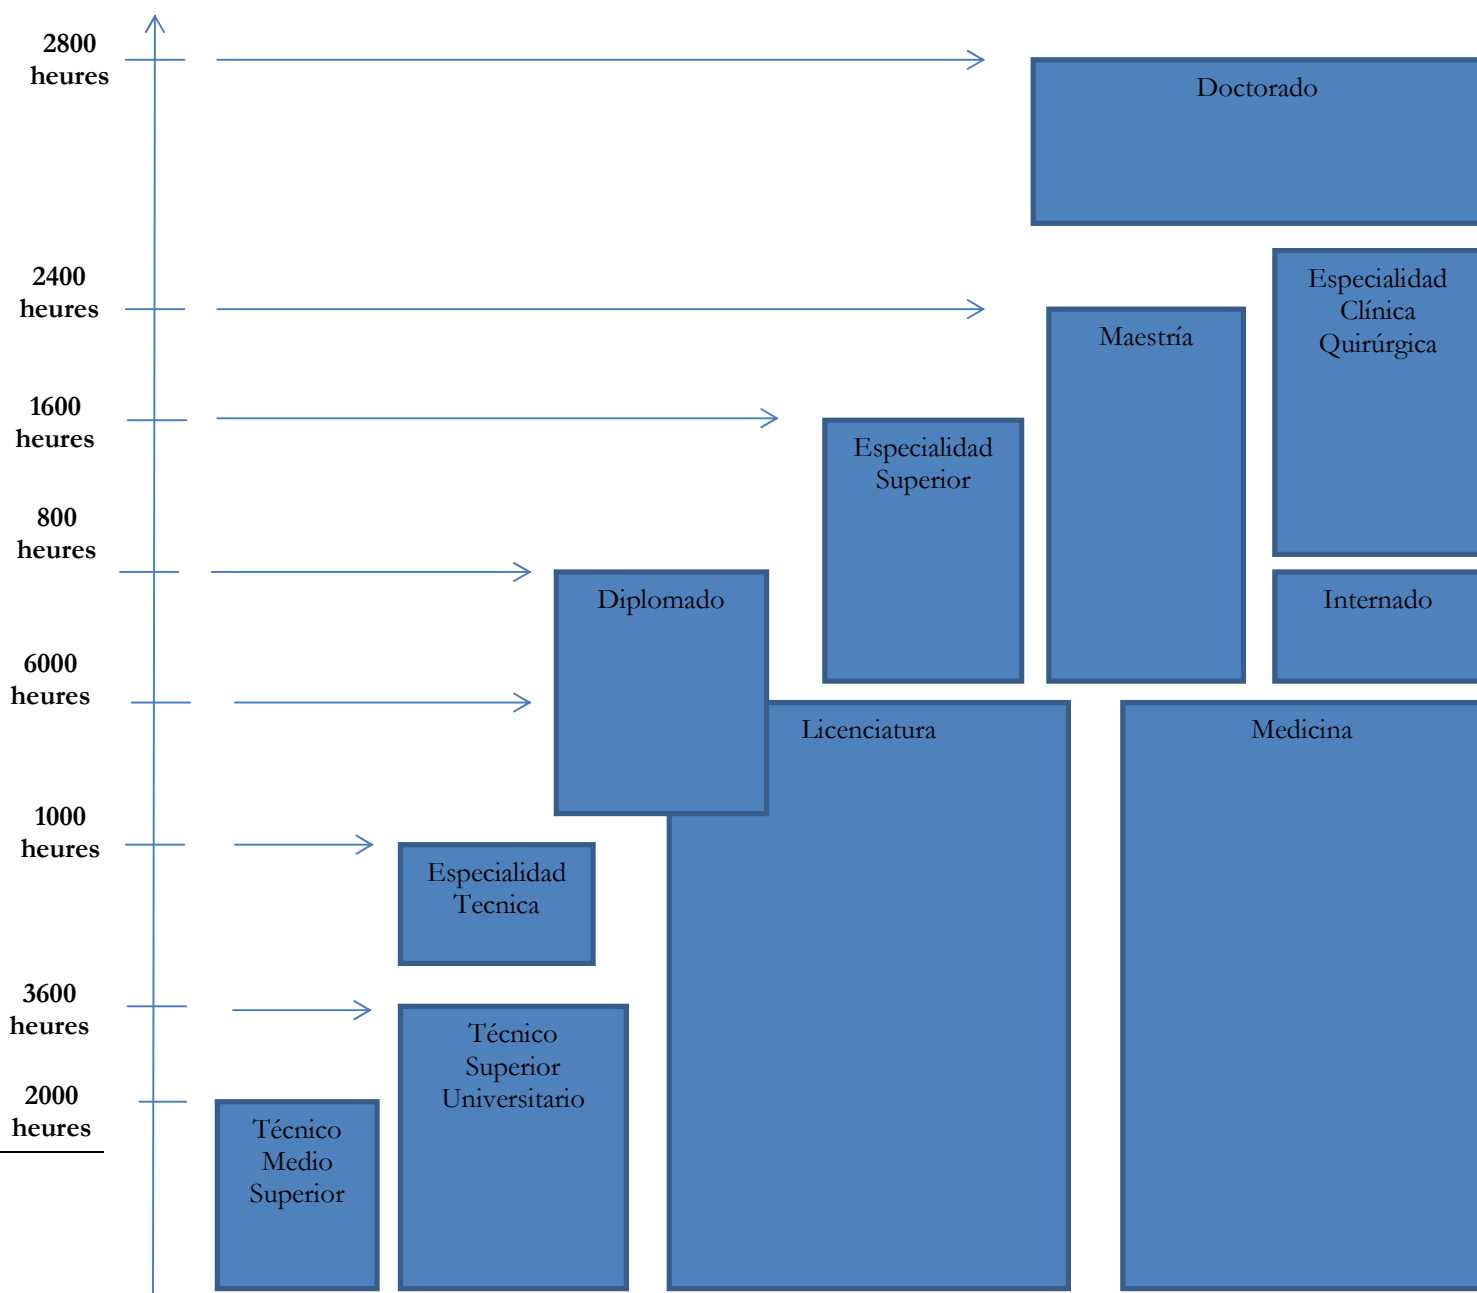 2800
heures
Doctorado
2400
heures
Especialidad
Clínica
Quirúrgica
Maestría
1600
heures
Especialidad
Superior
800
heures
Diplomado
Internado
6000
heures
Licenciatura
Medicina
1000
heures
Especialidad
Tecnica
3600
heures
Técnico
Superior
Universitario
2000
heures
Técnico
Medio
Superior